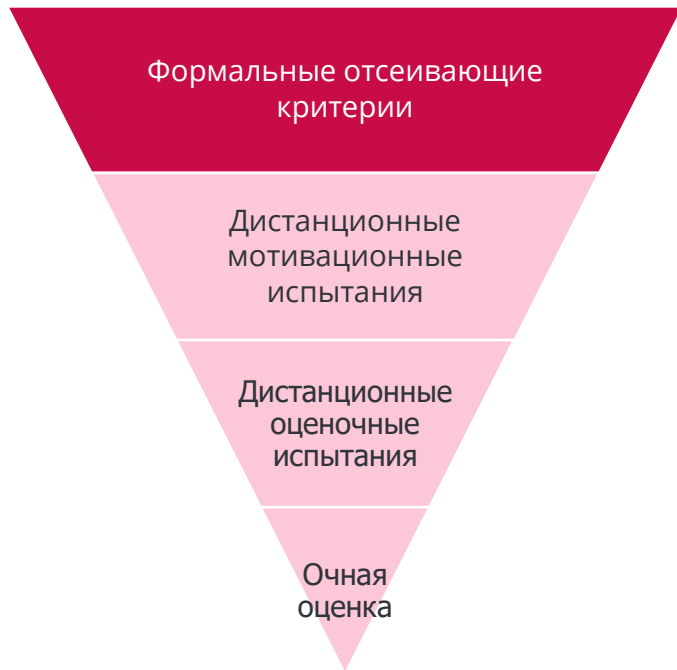 Формальные отсеивающие
критерии
Дистанционные
мотивационные
испытания
Дистанционные
оценочные
испытания
Очная
оценка